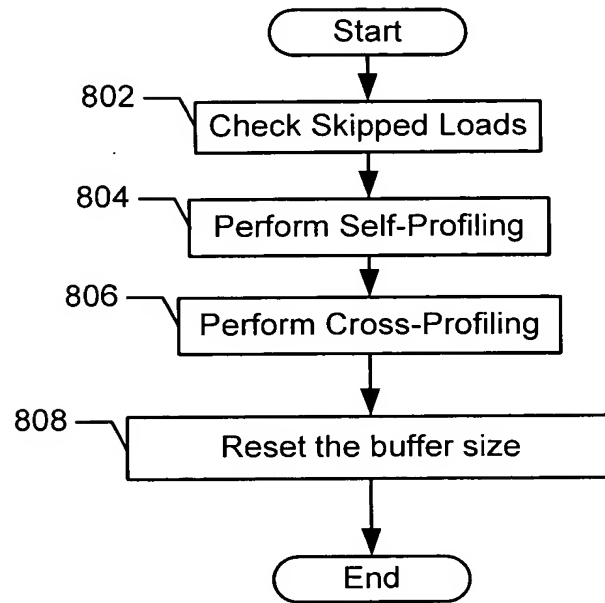 Start
802
Check Skipped Loads
804
Perform Self-Profiling
806
Perform Cross-Profiling
808
Reset the buffer size
End